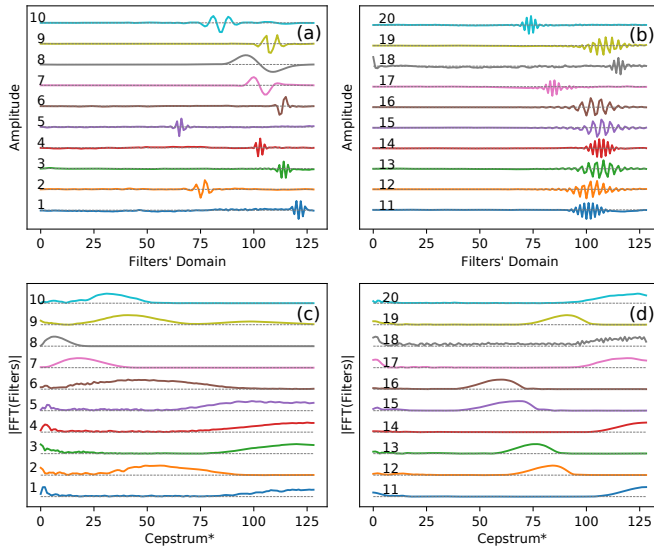 (a)
Amplitude
10
9
8
7
6
5
4
3
2
1
0 25 50 75 100 125
Filters' Domain
(b)
Amplitude
20
19
18
17
16
15
14
13
12
11
0 25 50 75 100 125
Filters' Domain
(c)
|FFT(Filters)|
10
9
8
7
6
5
4
3
2
1
0 25 50 75 100 125
Cepstrum*
(d)
|FFT(Filters)|
20
19
18
17
16
15
14
13
12
11
0 25 50 75 100 125
Cepstrum*